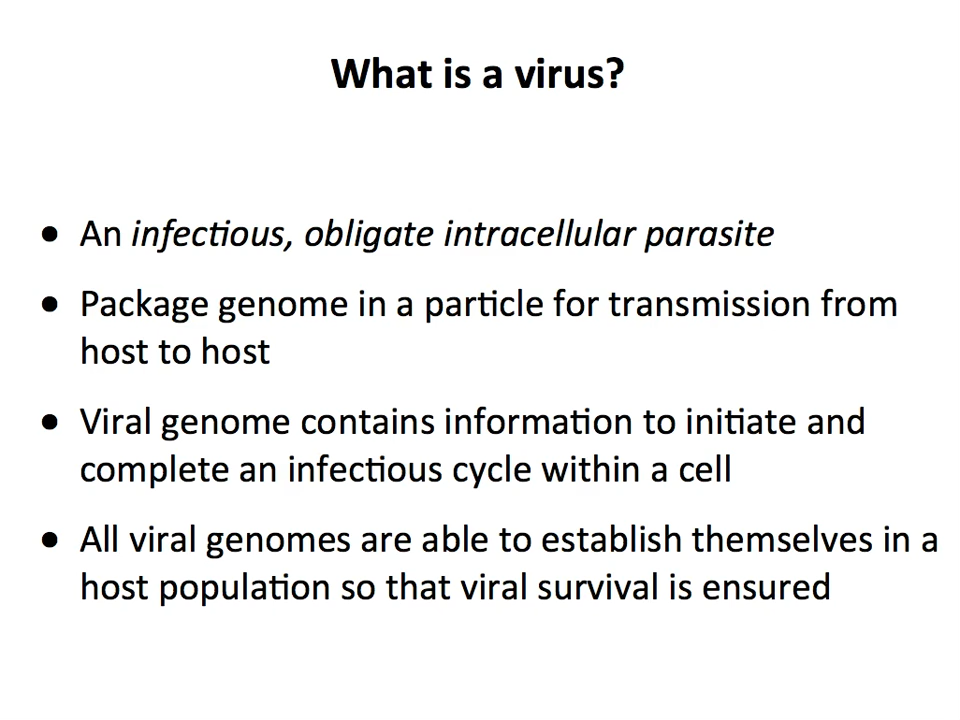 What is a virus?
● An infectious, obligate intracellular parasite
● Package genome in a particle for transmission from
host to host
● Viral genome contains information to initiate and
complete an infectious cycle within a cell
● All viral genomes are able to establish themselves in a
host population so that viral survival is ensured